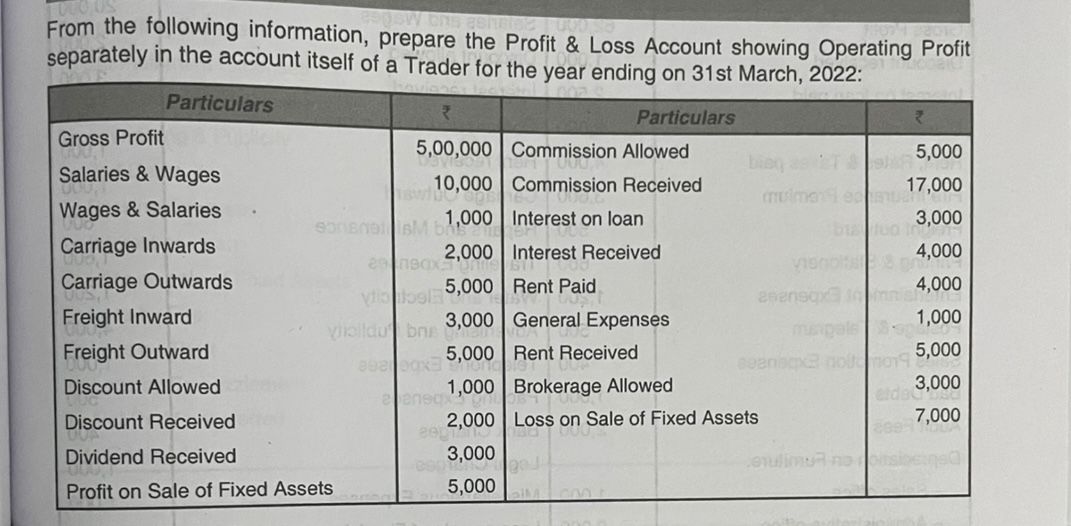 From the following information, prepare the Profit & Loss Account showing Operating Profit
separately in the account itself of a Trader for the year ending on 31st March, 2022:
Particulars ₹ Particulars ₹
Gross Profit 5,00,000 Commission Allowed 5,000
Salaries & Wages 10,000 Commission Received 17,000
Wages & Salaries 1,000 Interest on loan 3,000
Carriage Inwards 2,000 Interest Received 4,000
Carriage Outwards 5,000 Rent Paid 4,000
Freight Inward 3,000 General Expenses 1,000
Freight Outward 5,000 Rent Received 5,000
Discount Allowed 1,000 Brokerage Allowed 3,000
Discount Received 2,000 Loss on Sale of Fixed Assets 7,000
Dividend Received 3,000
Profit on Sale of Fixed Assets 5,000